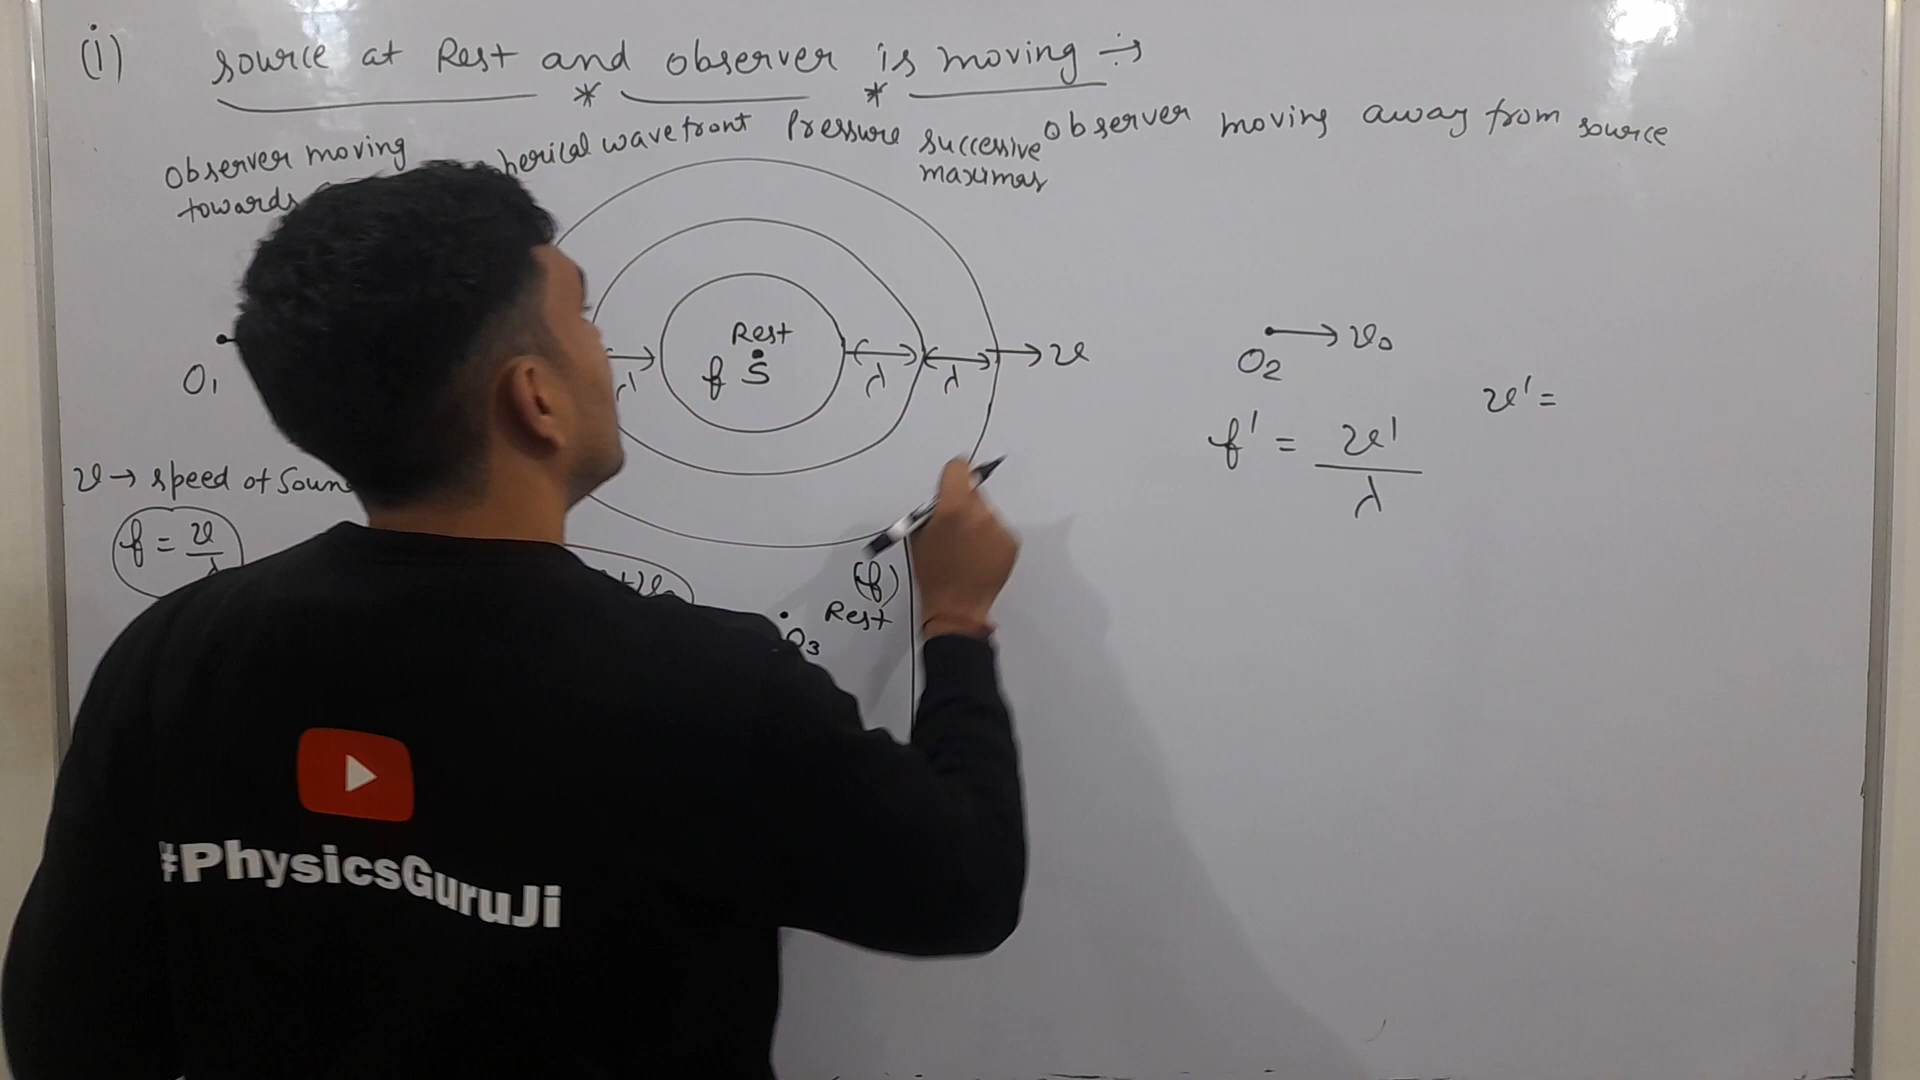 (i) source at Rest and observer is moving :→
* *
observer moving
towards
wavefront Pressure successive
maximas
observer moving away from source
Rest
f S
λ λ → v
O₁
O₂ → v₀
v' =
f' = v'
λ
v → speed of Soun
f = v
λ
(f)
Rest
O₃
#PhysicsGuruJi